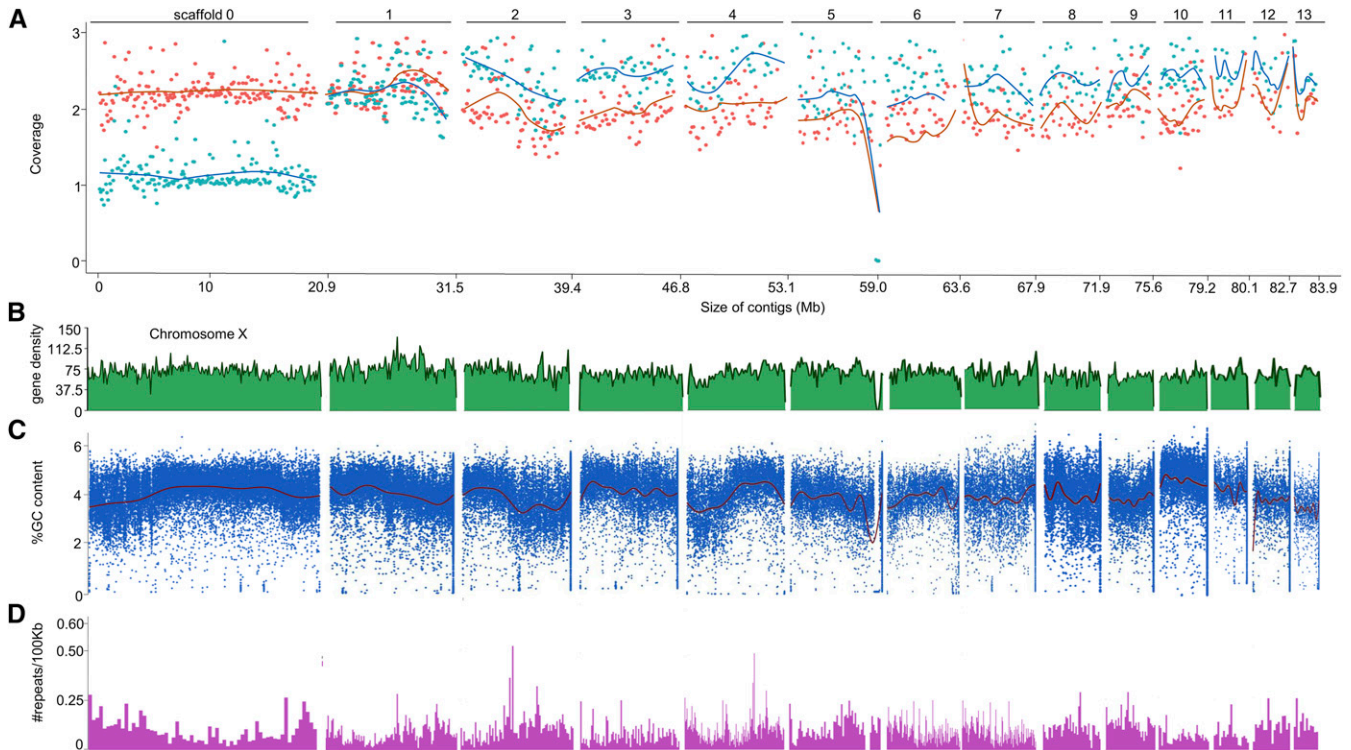 A
scaffold 0 1 2 3 4 5 6 7 8 9 10 11 12 13
Coverage
3
2
1
0
0 10 20.9 31.5 39.4 46.8 53.1 59.0 63.6 67.9 71.9 75.6 79.2 80.1 82.7 83.9
Size of contigs (Mb)
B
Chromosome X
gene density
150
112.5
75
37.5
0
C
%GC content
6
4
2
0
D
#repeats/100Kb
0.60
0.50
0.25
0